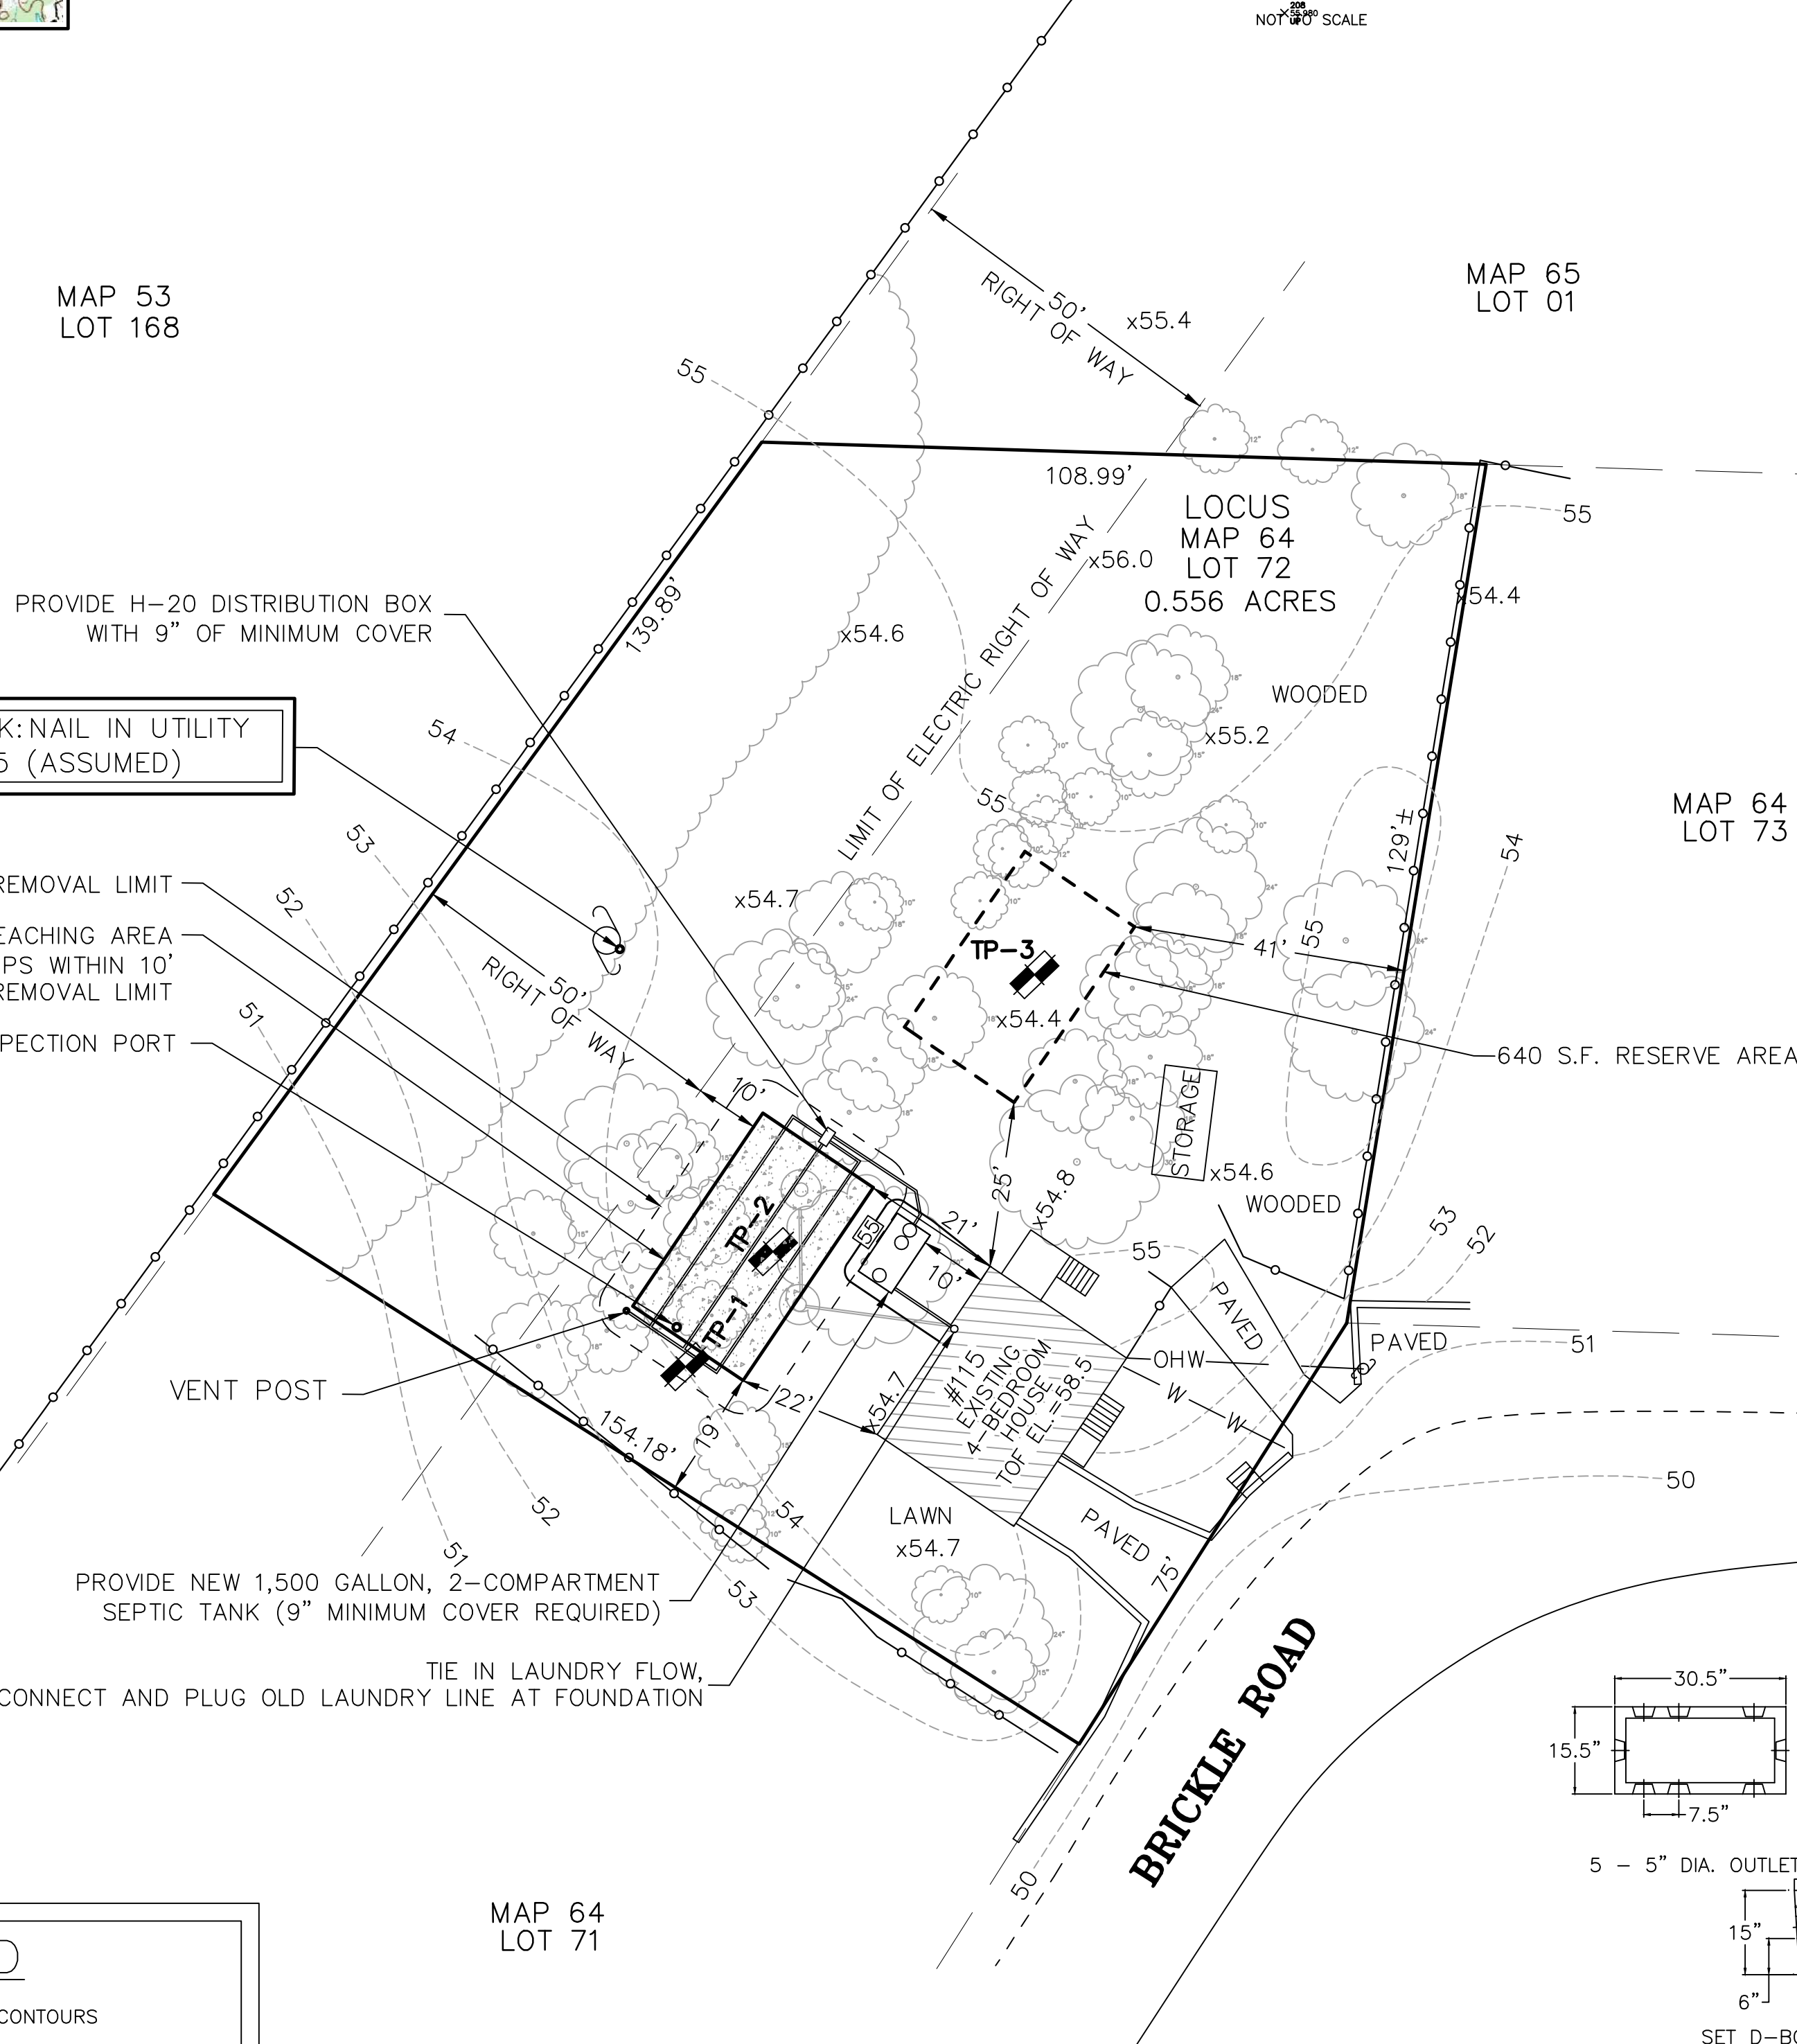 NOT TO SCALE
208
55.980
UP
MAP 53
LOT 168
MAP 65
LOT 01
50'
RIGHT OF WAY
x55.4
55
108.99'
LOCUS
MAP 64
LOT 72
0.556 ACRES
x56.0
55
x54.4
139.89'
x54.6
LIMIT OF ELECTRIC RIGHT OF WAY
PROVIDE H-20 DISTRIBUTION BOX
WITH 9" OF MINIMUM COVER
K: NAIL IN UTILITY
5 (ASSUMED)
54
53
52
51
WOODED
x55.2
55
129'±
54
MAP 64
LOT 73
REMOVAL LIMIT
EACHING AREA
PS WITHIN 10'
REMOVAL LIMIT
PECTION PORT
x54.7
50'
RIGHT OF WAY
10'
TP-3
x54.4
41'
55
640 S.F. RESERVE AREA
STORAGE
x54.6
WOODED
25'
x54.8
TP-2
TP-1
55
21'
10'
55
53
52
51
50
PAVED
PAVED
OHW
W
W
VENT POST
22'
19'
x54.7
#115
EXISTING
4-BEDROOM
HOUSE
TOF EL.=58.5
154.18'
52
51
54
53
LAWN
x54.7
PAVED
75'
PROVIDE NEW 1,500 GALLON, 2-COMPARTMENT
SEPTIC TANK (9" MINIMUM COVER REQUIRED)
TIE IN LAUNDRY FLOW,
CONNECT AND PLUG OLD LAUNDRY LINE AT FOUNDATION
BRICKLE ROAD
50
MAP 64
LOT 71
30.5"
15.5"
7.5"
5 - 5" DIA. OUTLET
15"
6"
SET D-BO
D
CONTOURS